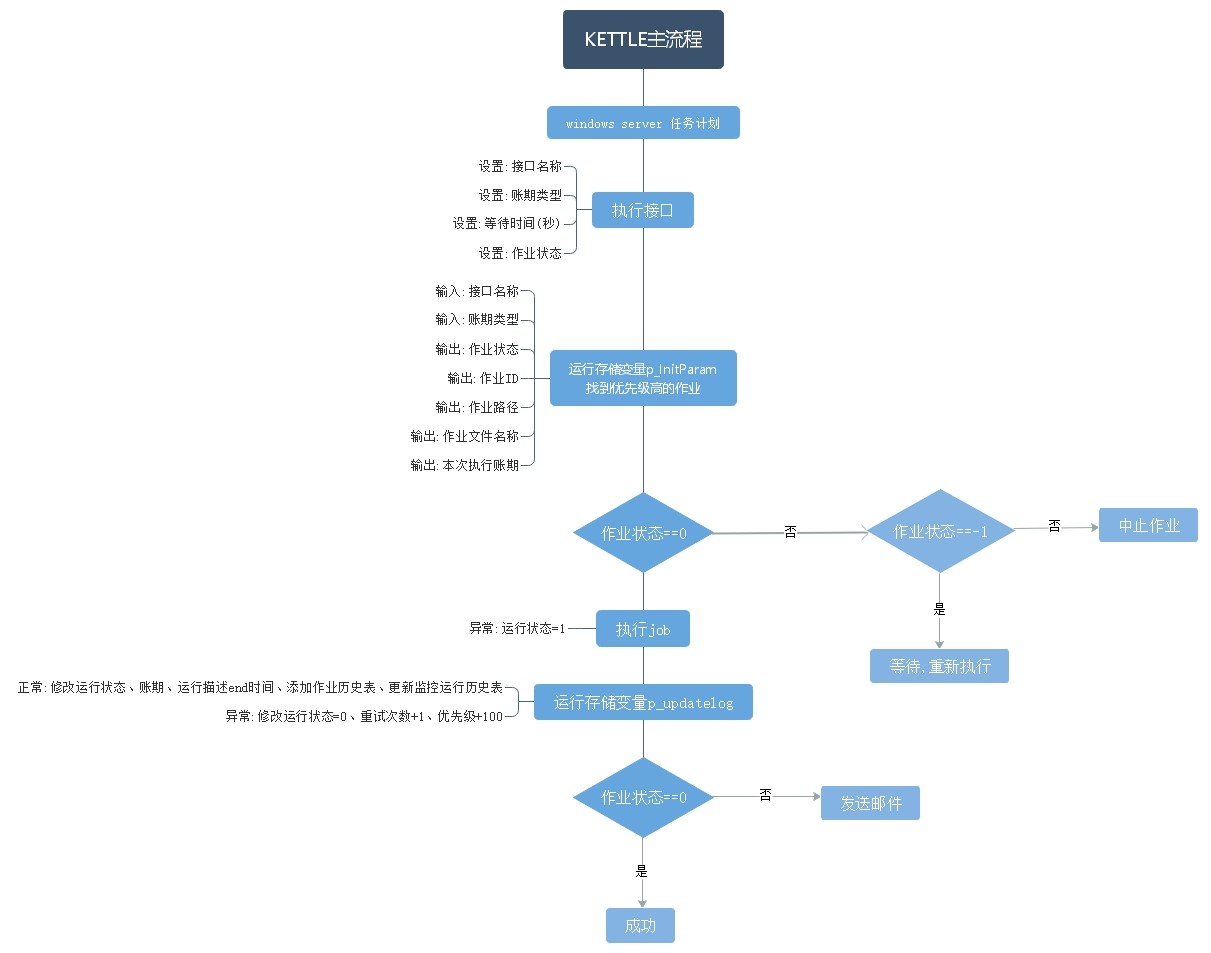 KETTLE主流程
windows server 任务计划
设置:接口名称
设置:账期类型
设置:等待时间(秒)
设置:作业状态
执行接口
输入:接口名称
输入:账期类型
输出:作业状态
输出:作业ID
输出:作业路径
输出:作业文件名称
输出:本次执行账期
运行存储变量p_InitParam
找到优先级高的作业
作业状态==0
否
作业状态==-1
否
中止作业
是
等待,重新执行
异常:运行状态=1
执行job
正常:修改运行状态、账期、运行描述end时间、添加作业历史表、更新监控运行历史表
异常:修改运行状态=0、重试次数+1、优先级+100
运行存储变量p_updatelog
作业状态==0
否
发送邮件
是
成功